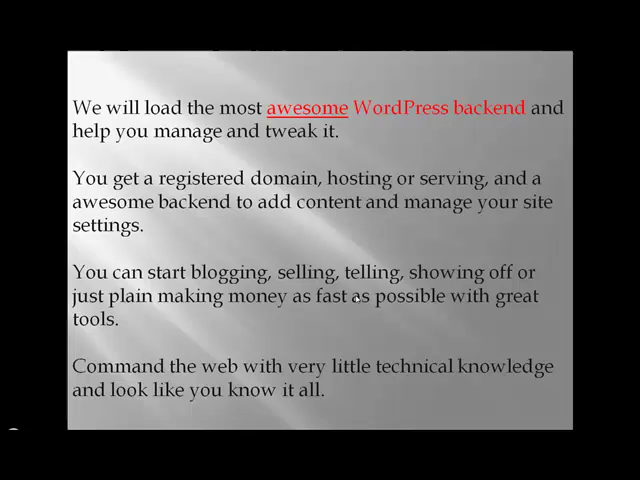 We will load the most awesome WordPress backend and
help you manage and tweak it.
You get a registered domain, hosting or serving, and a
awesome backend to add content and manage your site
settings.
You can start blogging, selling, telling, showing off or
just plain making money as fast as possible with great
tools.
Command the web with very little technical knowledge
and look like you know it all.